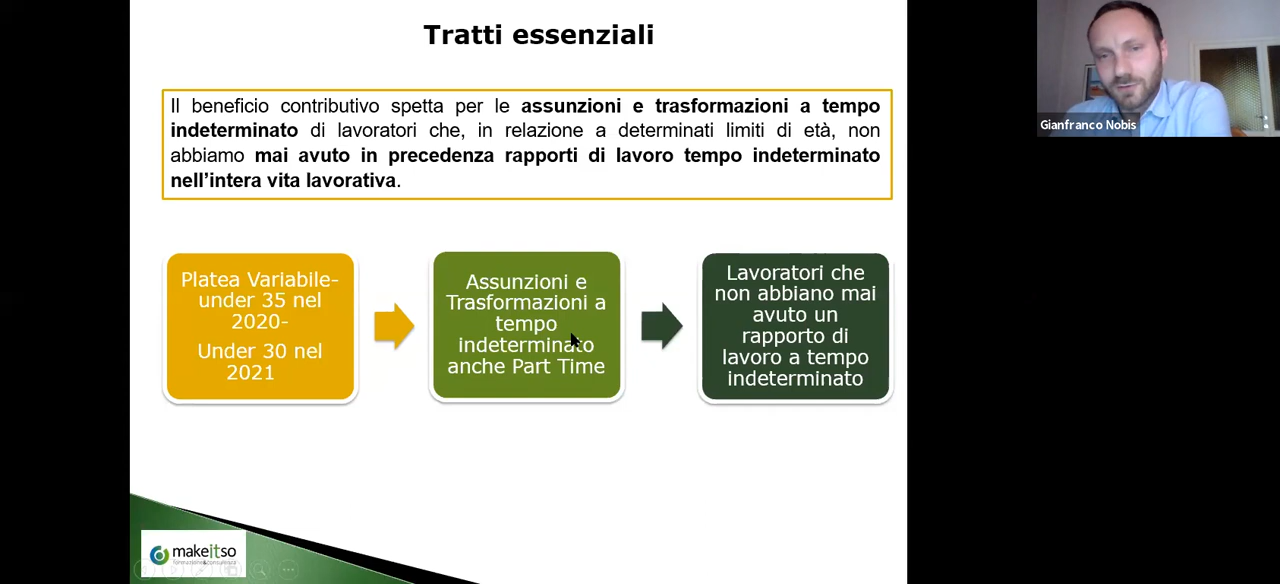 Tratti essenziali
Gianfranco Nobis
Il beneficio contributivo spetta per le assunzioni e trasformazioni a tempo
indeterminato di lavoratori che, in relazione a determinati limiti di età, non
abbiamo mai avuto in precedenza rapporti di lavoro tempo indeterminato
nell'intera vita lavorativa.
Platea Variabile-
under 35 nel
2020-
Under 30 nel
2021
Assunzioni e
Trasformazioni a
tempo
indeterminato
anche Part Time
Lavoratori che
non abbiano mai
avuto un
rapporto di
lavoro a tempo
indeterminato
makeitso
formazione&consulenza